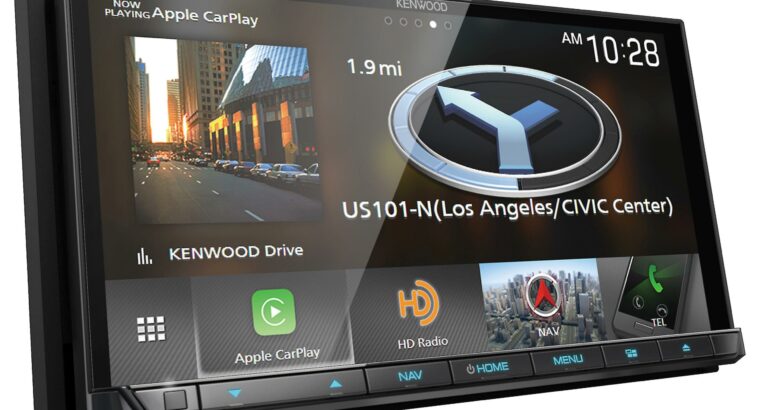 KENWOOD
NOW
PLAYING Apple CarPlay
AM 10:28
1.9 mi
US101-N(Los Angeles/CIVIC Center)
KENWOOD Drive
Apple CarPlay
HD
HD Radio
NAV
TEL
NAV
HOME
MENU